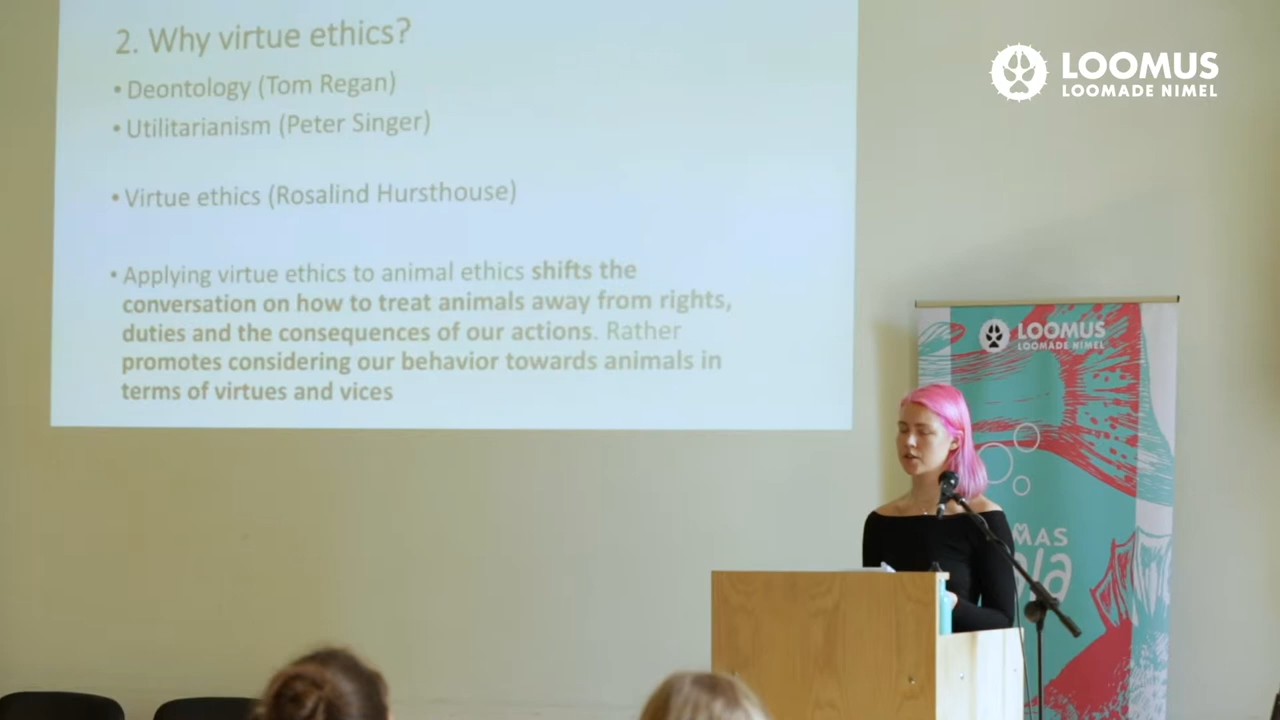 2. Why virtue ethics?
• Deontology (Tom Regan)
• Utilitarianism (Peter Singer)
• Virtue ethics (Rosalind Hursthouse)
• Applying virtue ethics to animal ethics shifts the
conversation on how to treat animals away from rights,
duties and the consequences of our actions. Rather
promotes considering our behavior towards animals in
terms of virtues and vices
LOOMUS
LOOMADE NIMEL
LOOMUS
LOOMADE NIMEL